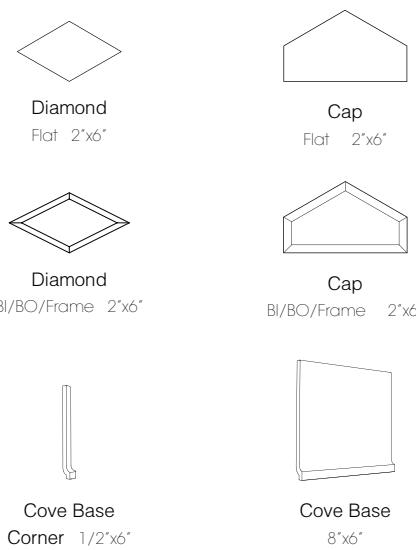 Diamond
Flat 2"x6"
Cap
Flat 2"x6"
Diamond
BI/BO/Frame 2"x6"
Cap
BI/BO/Frame 2"x6
Cove Base
Corner 1/2"x6"
Cove Base
8"x6"